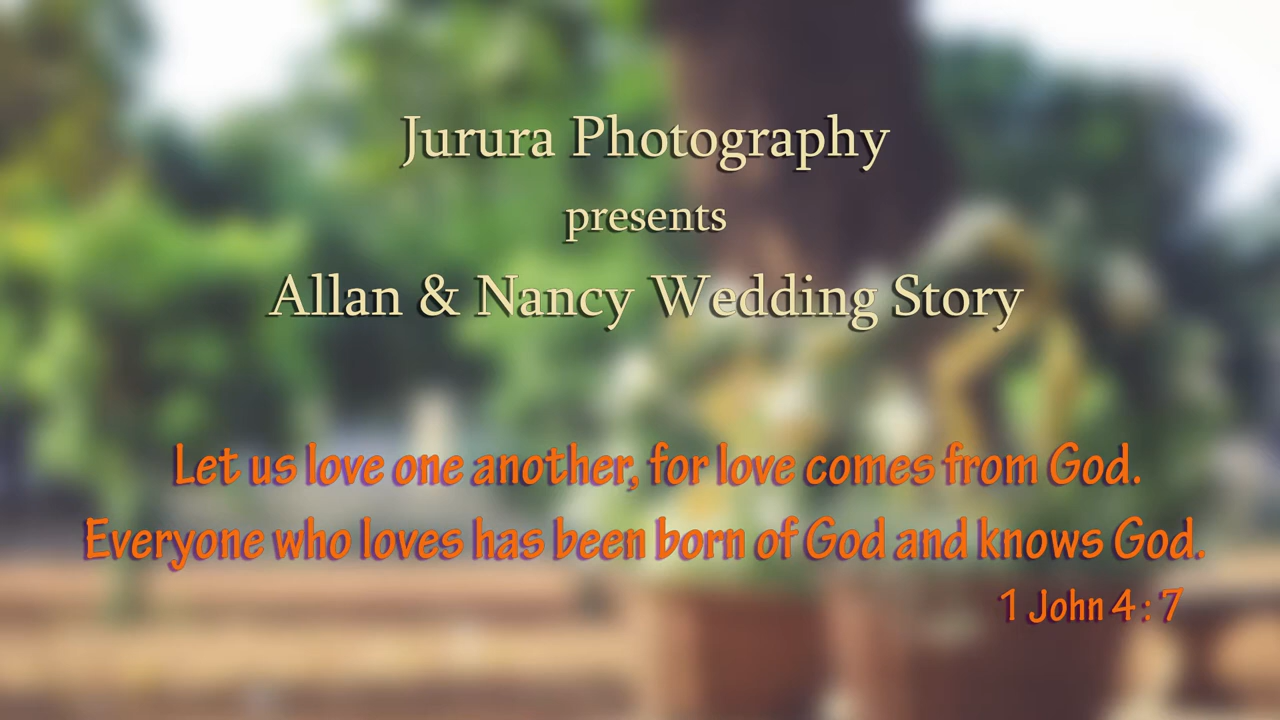 Jurura Photography
presents
Allan & Nancy Wedding Story
Let us love one another, for love comes from God.
Everyone who loves has been born of God and knows God.
1 John 4 : 7